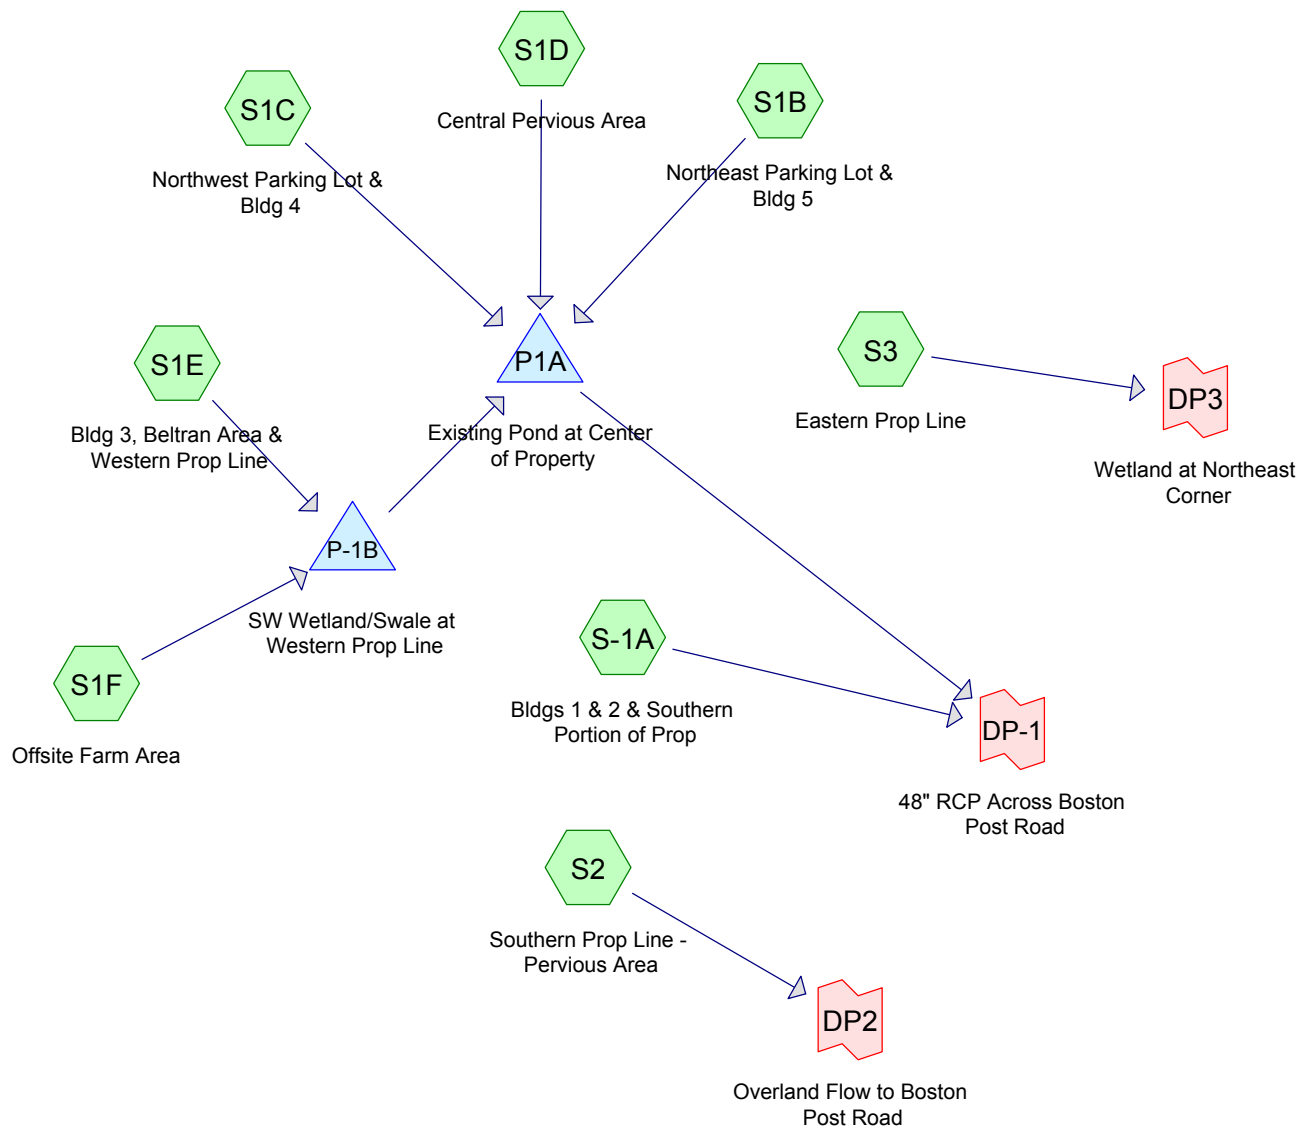 S1D
Central Pervious Area
S1C
Northwest Parking Lot &
Bldg 4
S1B
Northeast Parking Lot &
Bldg 5
S1E
Bldg 3, Beltran Area &
Western Prop Line
P1A
Existing Pond at Center
of Property
S3
Eastern Prop Line
DP3
Wetland at Northeast
Corner
P-1B
SW Wetland/Swale at
Western Prop Line
S1F
Offsite Farm Area
S-1A
Bldgs 1 & 2 & Southern
Portion of Prop
DP-1
48" RCP Across Boston
Post Road
S2
Southern Prop Line -
Pervious Area
DP2
Overland Flow to Boston
Post Road